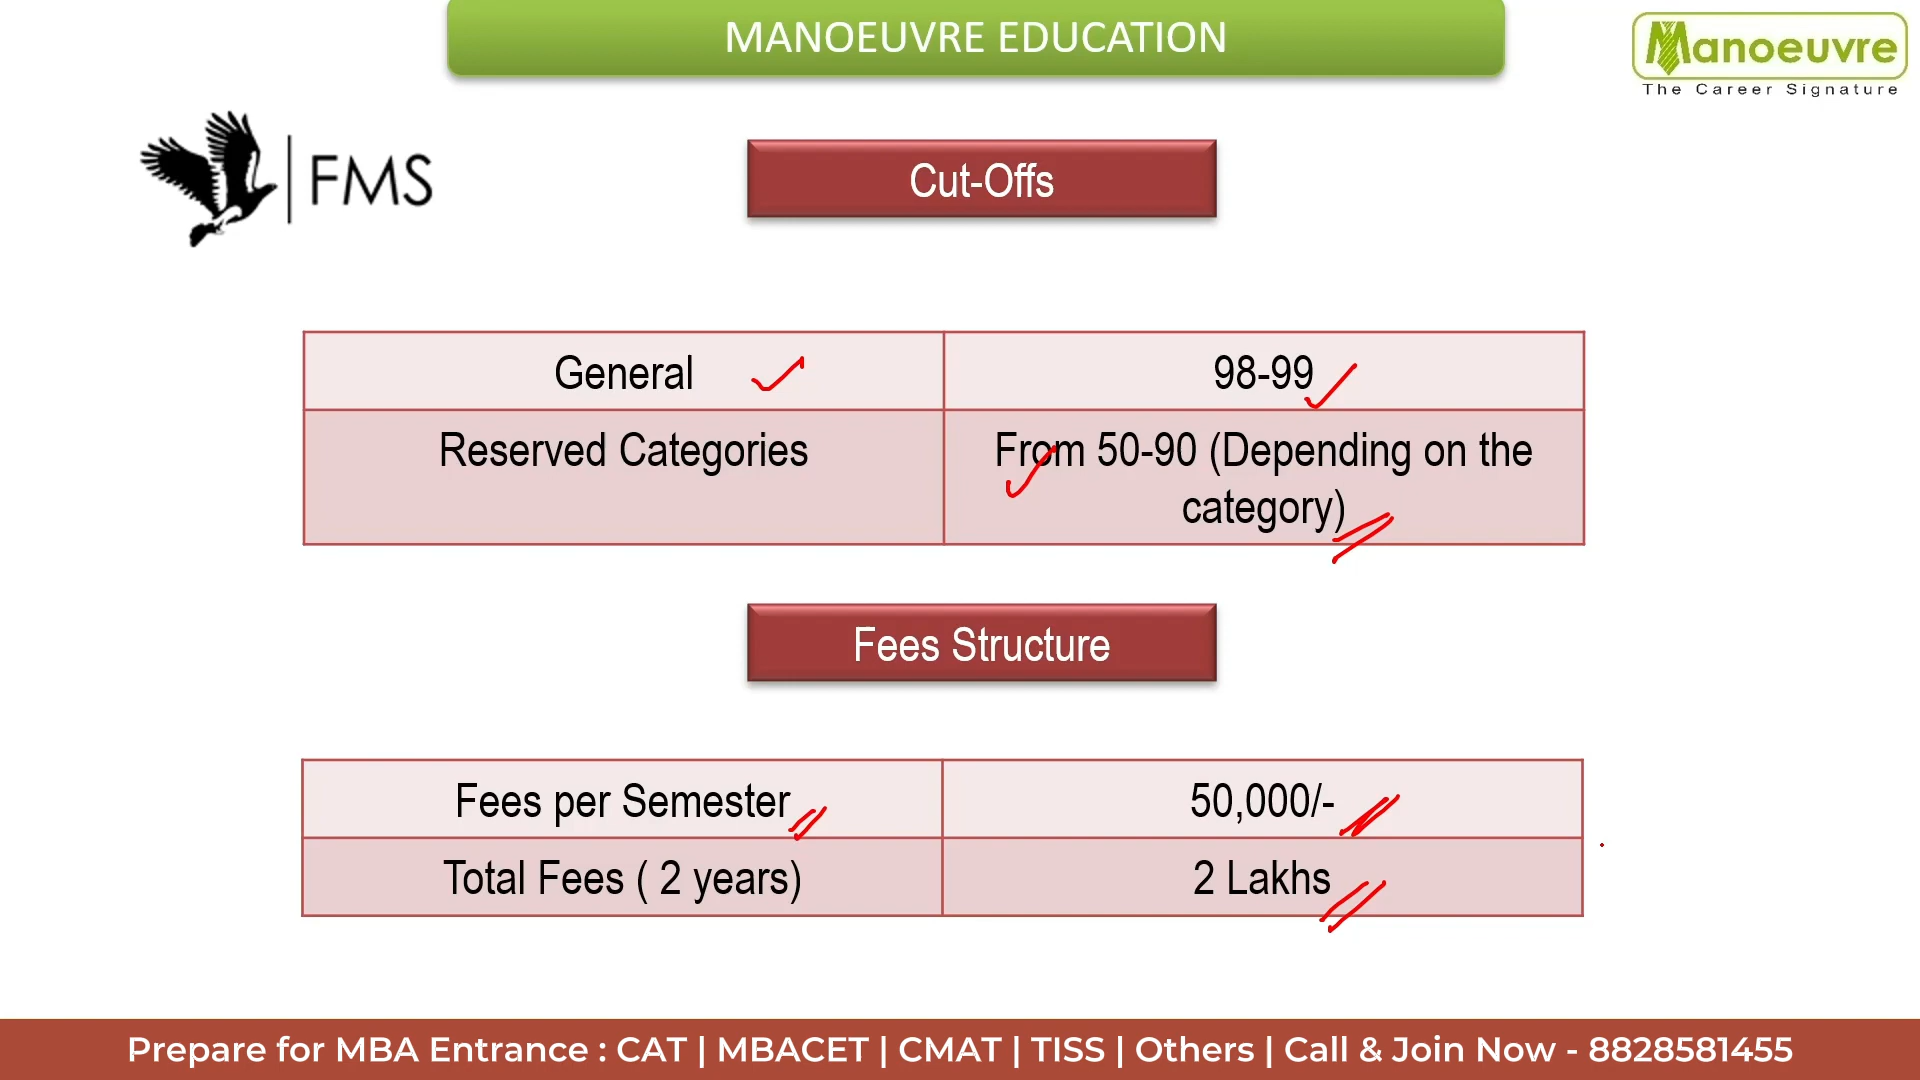 MANOEUVRE EDUCATION
Manoeuvre
The Career Signature
FMS
Cut-Offs
General 98-99
Reserved Categories From 50-90 (Depending on the
category)
Fees Structure
Fees per Semester 50,000/-
Total Fees ( 2 years) 2 Lakhs
Prepare for MBA Entrance : CAT | MBACET | CMAT | TISS | Others | Call & Join Now - 8828581455